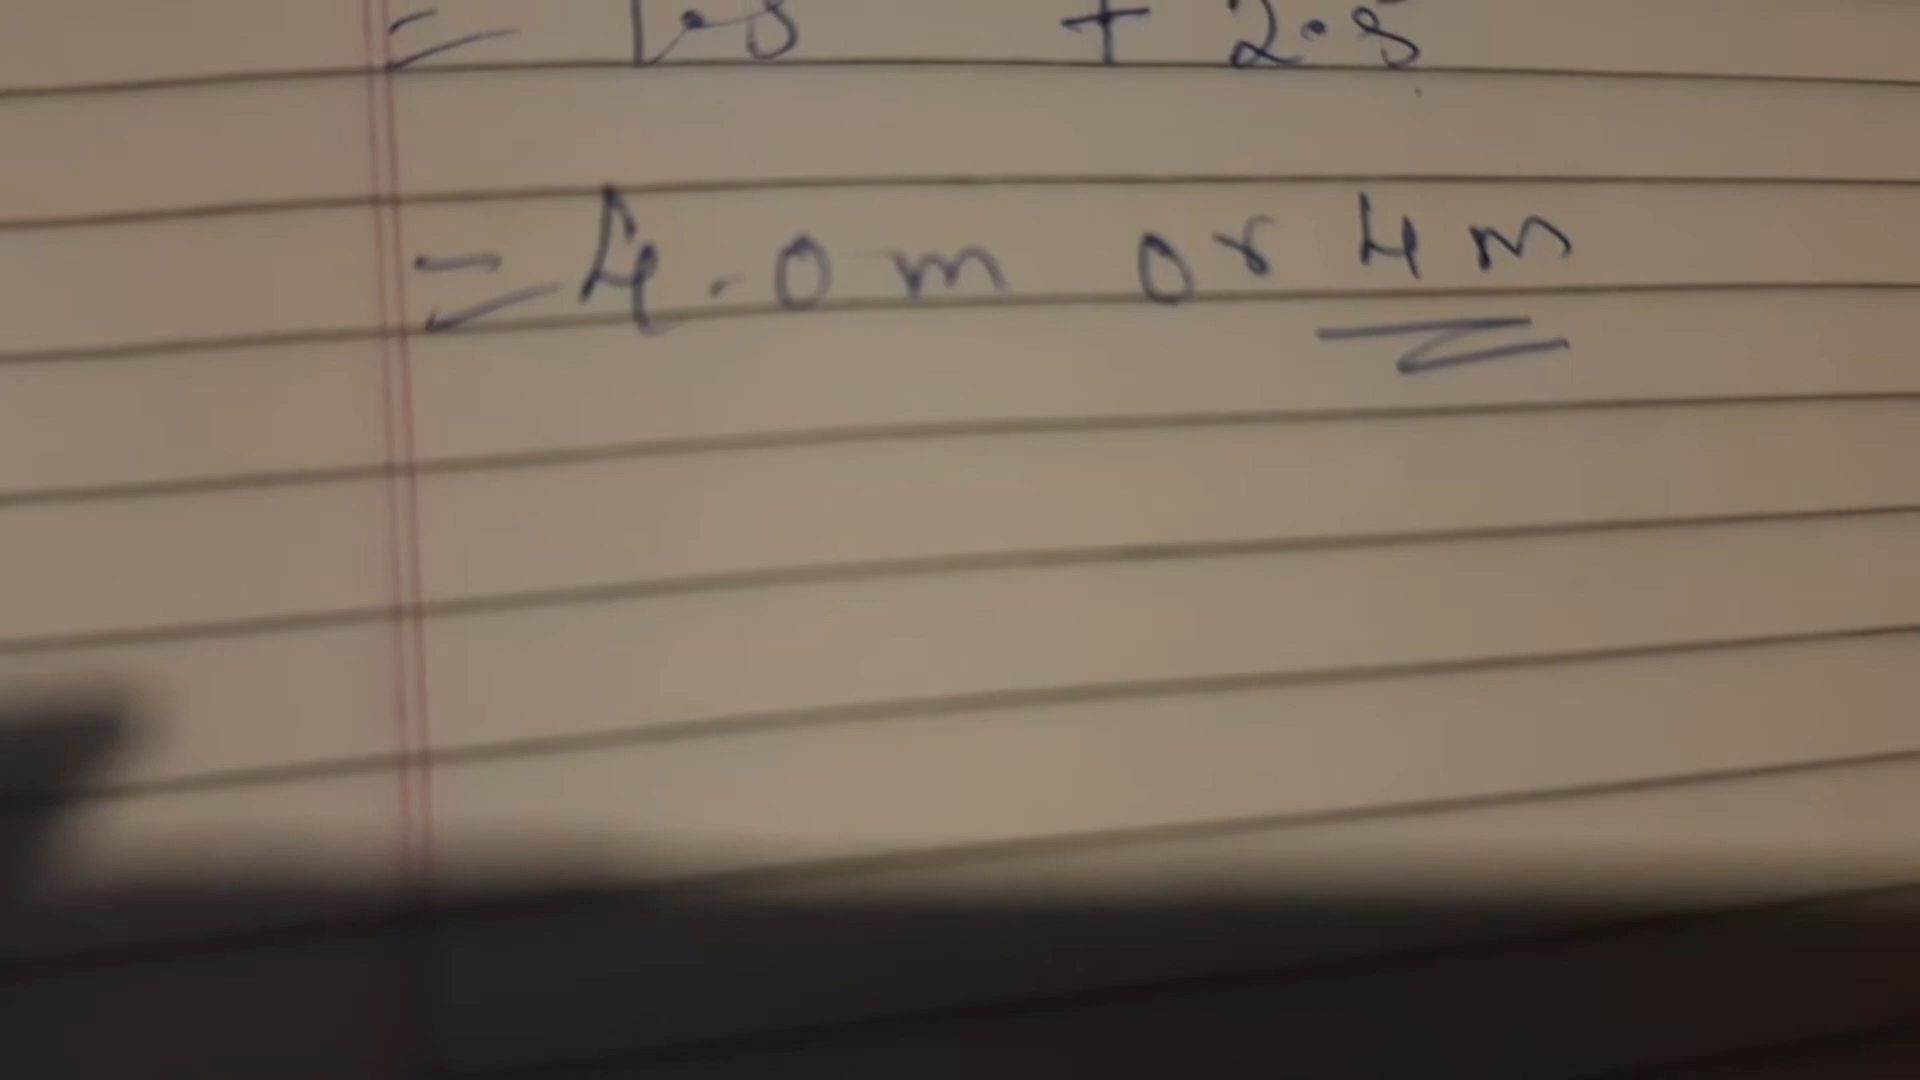 = 1.5 + 2.5
= 4.0 m or 4 m